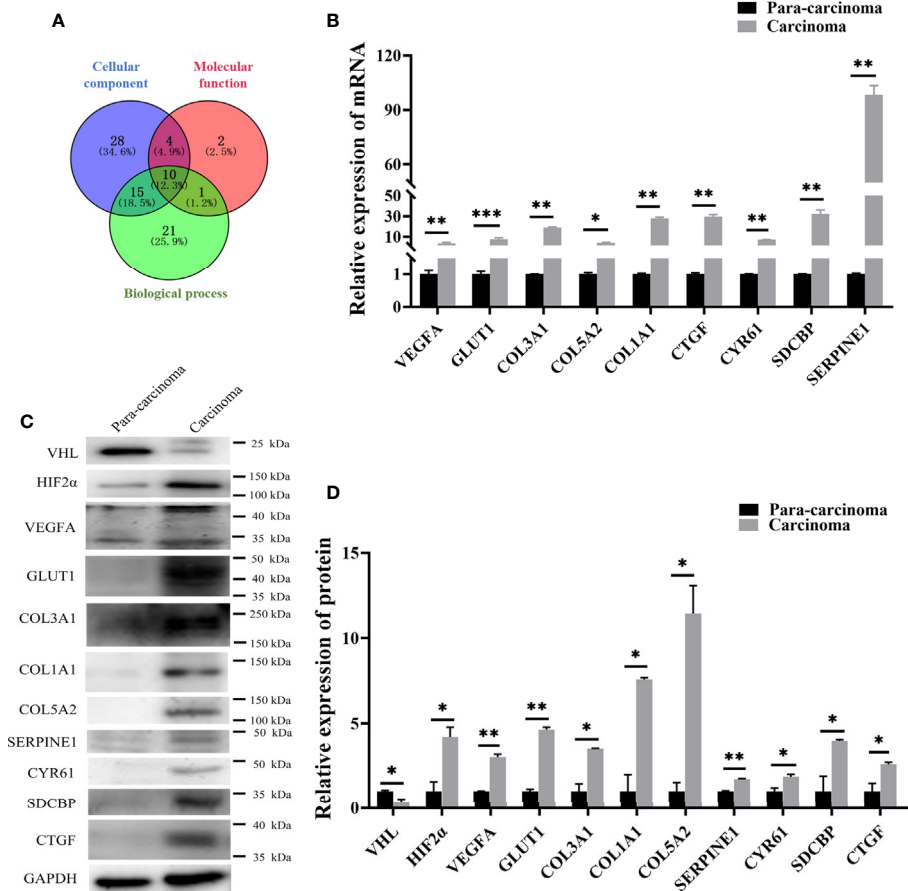 A
Cellular component
Molecular function
28
(34.6%)
4
(4.9%)
2
(2.5%)
10
(12.3%)
15
(18.5%)
1
(1.2%)
21
(25.9%)
Biological process
B
Para-carcinoma
Carcinoma
Relative expression of mRNA
120
90
60
50
30
10
1
0
**
***
**
*
**
**
**
**
**
VEGFA
GLUT1
COL3A1
COL5A2
COL1A1
CTGF
CYR61
SDCBP
SERPINE1
C
Para-carcinoma
Carcinoma
VHL
25 kDa
HIF2α
150 kDa
100 kDa
VEGFA
40 kDa
35 kDa
GLUT1
50 kDa
40 kDa
35 kDa
COL3A1
250 kDa
150 kDa
COL1A1
150 kDa
COL5A2
150 kDa
100 kDa
SERPINE1
50 kDa
CYR61
50 kDa
SDCBP
35 kDa
CTGF
40 kDa
35 kDa
GAPDH
D
Para-carcinoma
Carcinoma
Relative expression of protein
15
10
5
0
*
*
**
**
*
*
*
**
*
*
*
VHL
HIF2α
VEGFA
GLUT1
COL3A1
COL1A1
COL5A2
SERPINE1
CYR61
SDCBP
CTGF